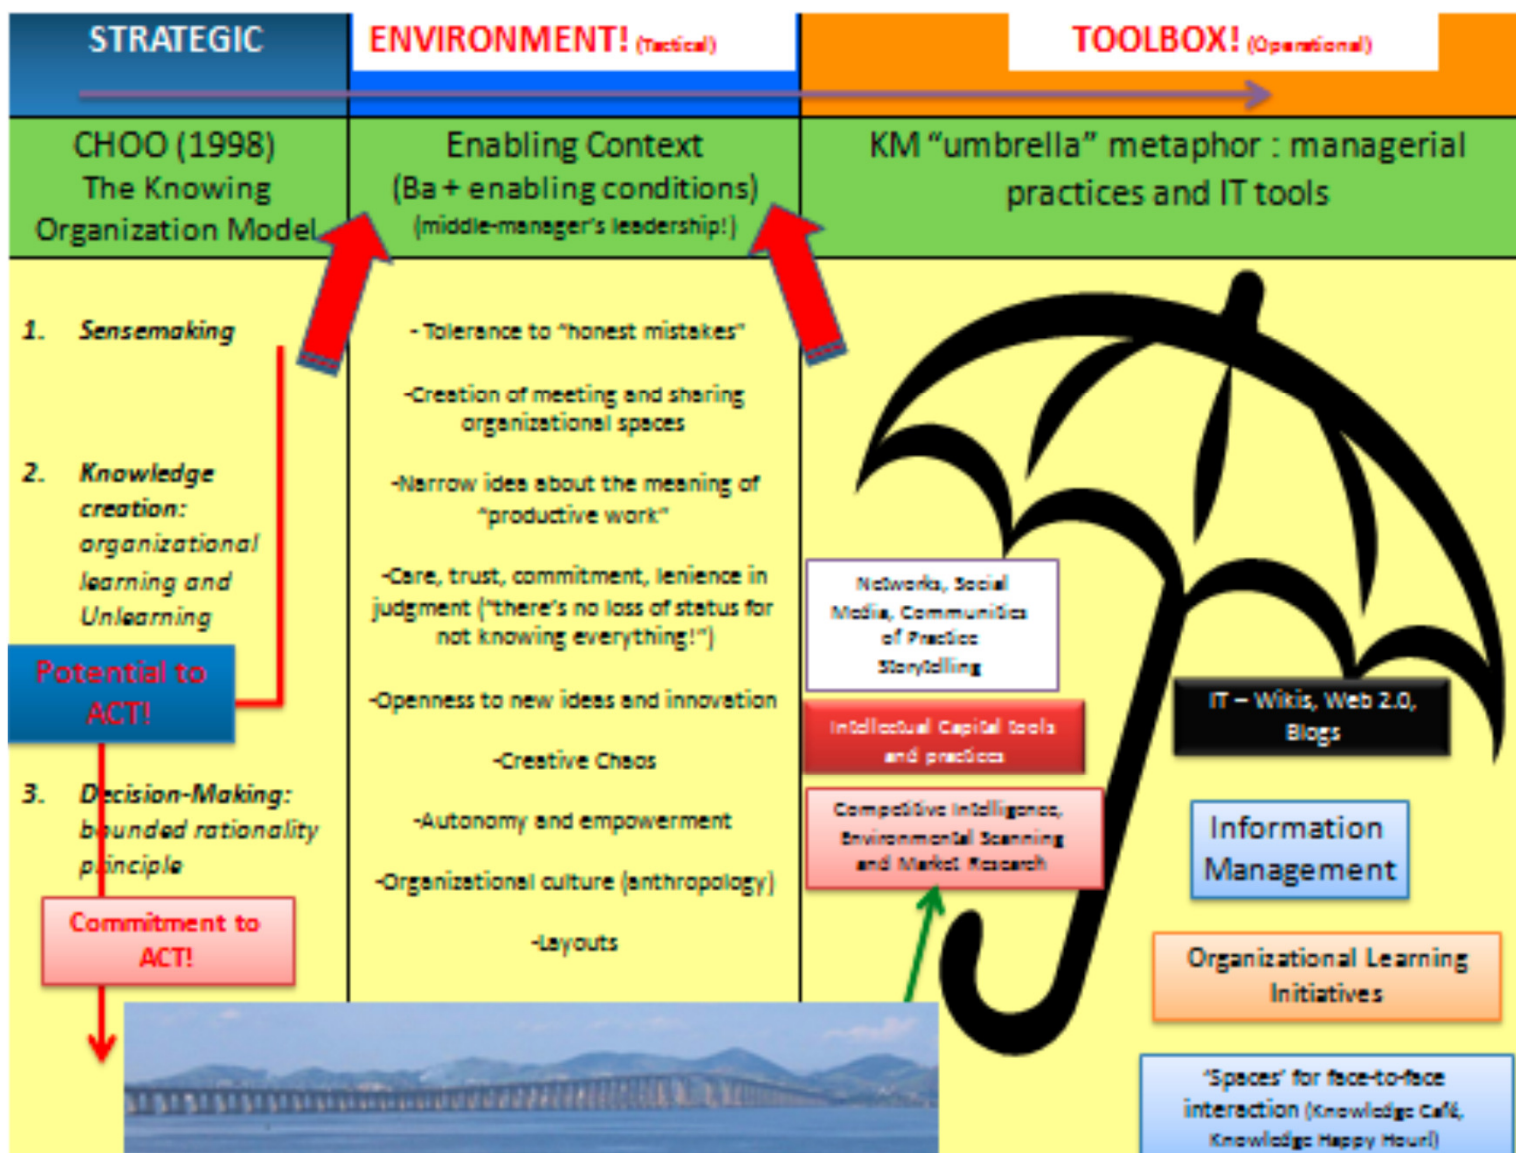 STRATEGIC
ENVIRONMENT! (Tactical)
TOOLBOX! (Operational)
CHOO (1998)
The Knowing
Organization Model
Enabling Context
(Ba + enabling conditions)
(middle-manager's leadership!)
KM "umbrella" metaphor : managerial
practices and IT tools
1. Sensemaking
2. Knowledge
creation:
organizational
learning and
Unlearning
Potential to
ACT!
3. Decision-Making:
bounded rationality
principle
Commitment to
ACT!
- Tolerance to "honest mistakes"
-Creation of meeting and sharing
organizational spaces
-Narrow idea about the meaning of
"productive work"
-Care, trust, commitment, lenience in
judgment ("there's no loss of status for
not knowing everything!")
-Openness to new ideas and innovation
-Creative Chaos
-Autonomy and empowerment
-Organizational culture (anthropology)
-Layouts
Networks, Social
Media, Communities
of Practice
Storytelling
Intellectual Capital tools
and practices
Competitive Intelligence,
Environmental Scanning
and Market Research
IT – Wikis, Web 2.0,
Blogs
Information
Management
Organizational Learning
Initiatives
'Spaces' for face-to-face
interaction (Knowledge Café,
Knowledge Happy Hour!)